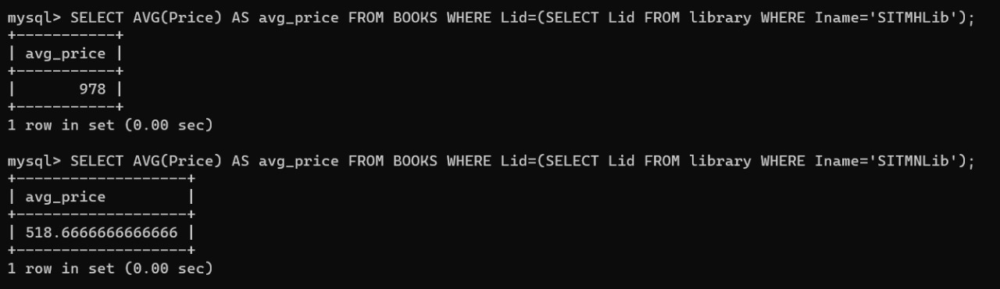 mysql> SELECT AVG(Price) AS avg_price FROM BOOKS WHERE Lid=(SELECT Lid FROM library WHERE Iname='SITMHLib');
+-----------+
| avg_price |
+-----------+
|       978 |
+-----------+
1 row in set (0.00 sec)

mysql> SELECT AVG(Price) AS avg_price FROM BOOKS WHERE Lid=(SELECT Lid FROM library WHERE Iname='SITMNLib');
+-------------------+
| avg_price         |
+-------------------+
| 518.6666666666666 |
+-------------------+
1 row in set (0.00 sec)